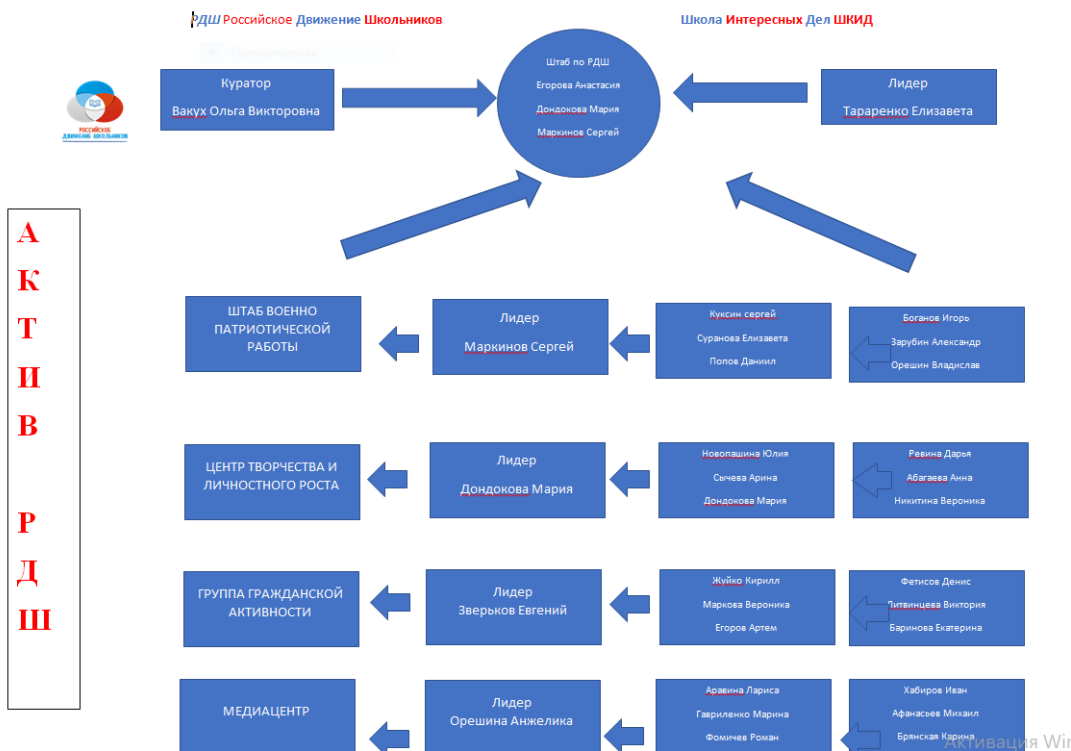 РДШ Российское Движение Школьников
Школа Интересных Дел ШКИД
Прямоугольник
Куратор
Вакух Ольга Викторовна
Штаб по РДШ
Егорова Анастасия
Дондокова Мария
Маркинов Сергей
Лидер
Тараренко Елизавета
РОССИЙСКОЕ
ДВИЖЕНИЕ ШКОЛЬНИКОВ
А
К
Т
И
В
Р
Д
Ш
ШТАБ ВОЕННО
ПАТРИОТИЧЕСКОЙ
РАБОТЫ
Лидер
Маркинов Сергей
Куксин сергей
Суранова Елизавета
Попов Даниил
Боганов Игорь
Зарубин Александр
Орешин Владислав
ЦЕНТР ТВОРЧЕСТВА И
ЛИЧНОСТНОГО РОСТА
Лидер
Дондокова Мария
Новопашина Юлия
Сычева Арина
Дондокова Мария
Ревина Дарья
Абагаева Анна
Никитина Вероника
ГРУППА ГРАЖДАНСКОЙ
АКТИВНОСТИ
Лидер
Зверьков Евгений
Жуйко Кирилл
Маркова Вероника
Егоров Артем
Фетисов Денис
Литвинцева Виктория
Баринова Екатерина
МЕДИАЦЕНТР
Лидер
Орешина Анжелика
Аравина Лариса
Гавриленко Марина
Фомичев Роман
Хабиров Иван
Афанасьев Михаил
Брянская Карина
Активация Win